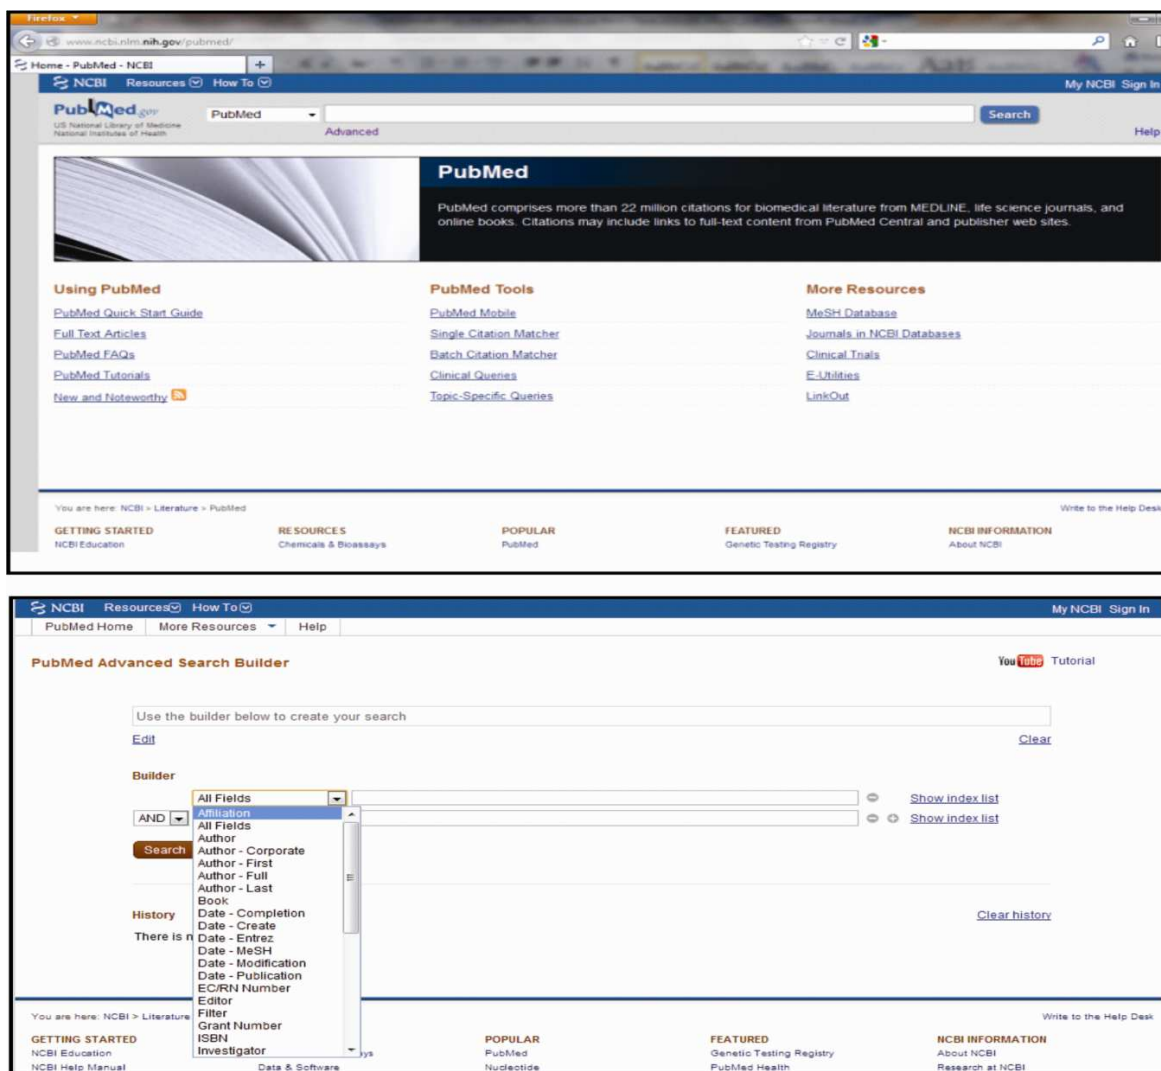 Firefox
www.ncbi.nlm.nih.gov/pubmed/
Home - PubMed - NCBI
NCBI Resources How To My NCBI Sign In
PubMed.gov
US National Library of Medicine
National Institutes of Health
PubMed
Search
Advanced
Help
PubMed
PubMed comprises more than 22 million citations for biomedical literature from MEDLINE, life science journals, and
online books. Citations may include links to full-text content from PubMed Central and publisher web sites.
Using PubMed
PubMed Quick Start Guide
Full Text Articles
PubMed FAQs
PubMed Tutorials
New and Noteworthy
PubMed Tools
PubMed Mobile
Single Citation Matcher
Batch Citation Matcher
Clinical Queries
Topic-Specific Queries
More Resources
MeSH Database
Journals in NCBI Databases
Clinical Trials
E-Utilities
LinkOut
You are here: NCBI > Literature > PubMed
Write to the Help Desk
GETTING STARTED
NCBI Education
RESOURCES
Chemicals & Bioassays
POPULAR
PubMed
FEATURED
Genetic Testing Registry
NCBI INFORMATION
About NCBI
NCBI Resources How To My NCBI Sign In
PubMed Home More Resources Help
PubMed Advanced Search Builder
YouTube Tutorial
Use the builder below to create your search
Edit
Clear
Builder
All Fields
Show index list
AND
Show index list
Search
Affiliation
All Fields
Author
Author - Corporate
Author - First
Author - Full
Author - Last
Book
Date - Completion
Date - Create
Date - Entrez
Date - MeSH
Date - Modification
Date - Publication
EC/RN Number
Editor
Filter
Grant Number
ISBN
Investigator
History
Clear history
There is n
You are here: NCBI > Literature
Write to the Help Desk
GETTING STARTED
NCBI Education
NCBI Help Manual
ys
Data & Software
POPULAR
PubMed
Nucleotide
FEATURED
Genetic Testing Registry
PubMed Health
NCBI INFORMATION
About NCBI
Research at NCBI